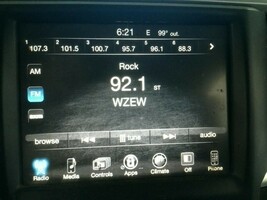 6:21 E 99° out.
1 2 3 4 5 6
107.3 102.5 100.7 95.7 96.1 88.3
AM
FM
Rock
92.1 ST
WZEW
browse tune audio
Radio Media Controls Apps Climate Off Phone